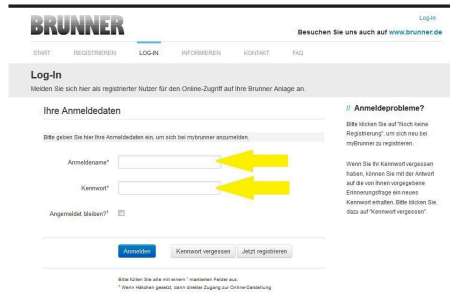 BRUNNER
Log-In
Besuchen Sie uns auch auf www.brunner.de
START REGISTRIEREN LOG-IN INFORMIEREN KONTAKT FAQ
Log-In
Melden Sie sich hier als registrierter Nutzer für den Online-Zugriff auf Ihre Brunner Anlage an.
Ihre Anmeldedaten
Bitte geben Sie hier Ihre Anmeldedaten ein, um sich bei mybrunner anzumelden.
Anmeldename*
Kennwort*
Angemeldet bleiben?¹
Anmelden Kennwort vergessen Jetzt registrieren
Bitte füllen Sie alle mit einem * markierten Felder aus.
¹ Wenn Häkchen gesetzt, dann direkter Zugang zur Online-Darstellung
// Anmeldeprobleme?
Bitte klicken Sie auf "Noch keine
Registrierung", um sich neu bei
myBrunner zu registrieren.
Wenn Sie Ihr Kennwort vergessen
haben, können Sie mit der Antwort
auf die von Ihnen vorgegebene
Erinnerungsfrage ein neues
Kennwort erhalten. Bitte klicken Sie
dazu auf "Kennwort vergessen".